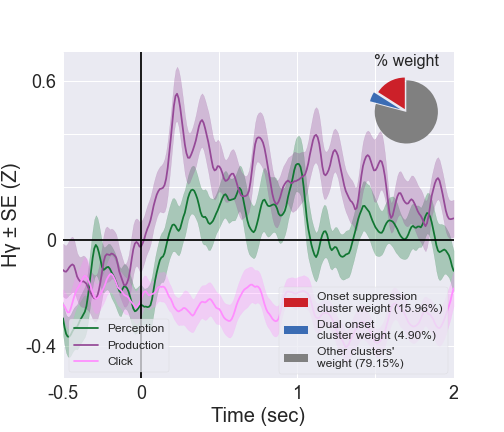 % weight
0.6
0
-0.4
Hγ ± SE (Z)
Perception
Production
Click
Onset suppression
cluster weight (15.96%)
Dual onset
cluster weight (4.90%)
Other clusters'
weight (79.15%)
-0.5
0
1
2
Time (sec)